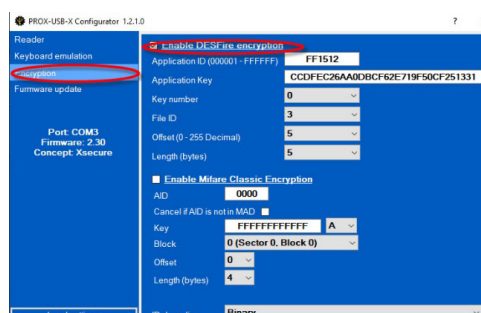 PROX-USB-X Configurator 1.2.1.0 ?
Reader
Keyboard emulation
Encryption
Furmware update
Port: COM3
Firmware: 2.30
Concept: Xsecure
Enable DESFire encryption
Application ID (000001 - FFFFFF) FF1512
Application Key CCDFEC26AA0DBCF62E719F50CF251331
Key number 0
File ID 3
Offset (0 - 255 Decimal) 5
Length (bytes) 5
Enable Mifare Classic Encryption
AID 0000
Cancel if AID is not in MAD
Key FFFFFFFFFFFF A
Block 0 (Sector 0, Block 0)
Offset 0
Length (bytes) 4
Binary